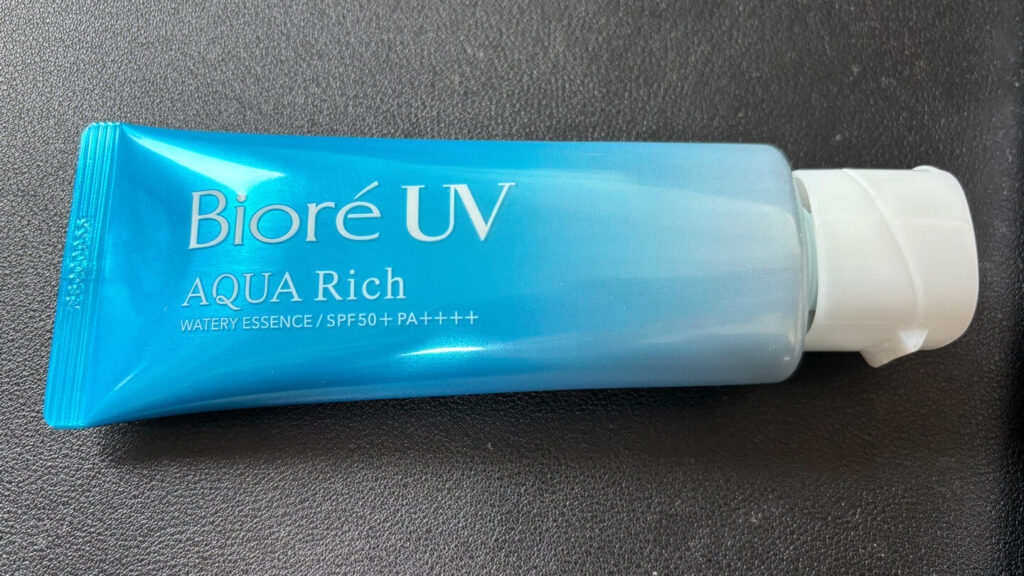 Bioré UV
AQUA Rich
WATERY ESSENCE / SPF50+ PA++++